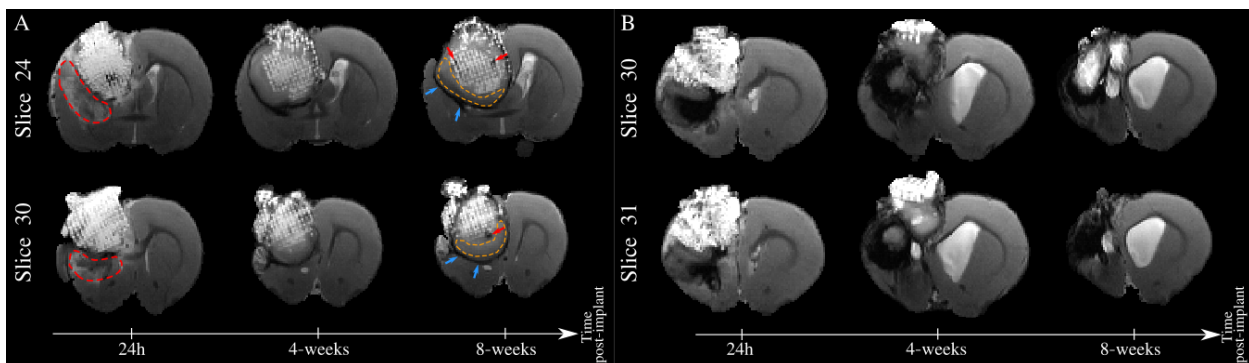 A
B
Slice 24
Slice 30
Slice 30
Slice 31
24h
4-weeks
8-weeks
Time
post-implant
24h
4-weeks
8-weeks
Time
post-implant